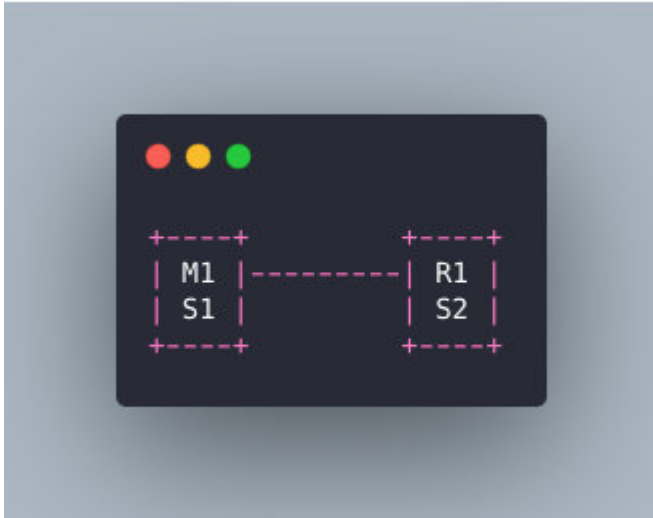 +----+          +----+
| M1 |---------| R1 |
| S1 |          | S2 |
+----+          +----+